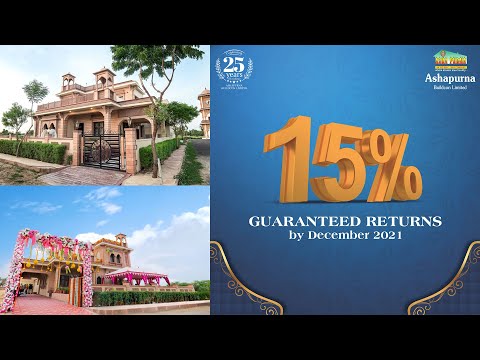 25
years
Ashapurna
Buildcon Limited
15%
GUARANTEED RETURNS
by December 2021